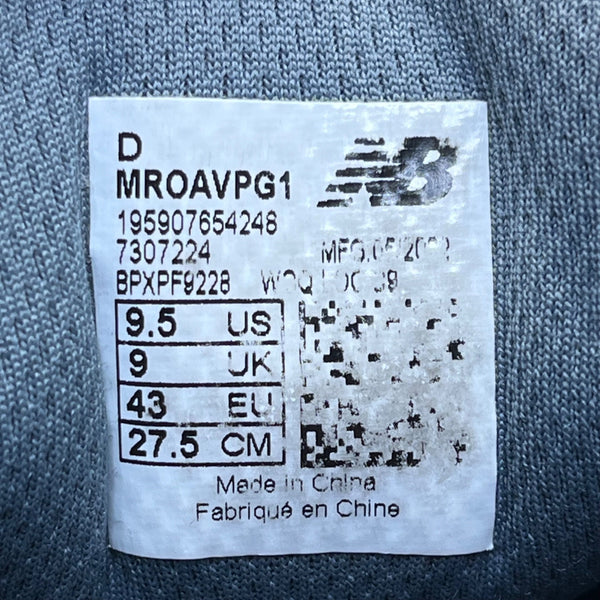 D
NB
MROAVPG1
195907654248
7307224
BPXPF9228
9.5 US
9 UK
43 EU
27.5 CM
Made in China
Fabriqué en Chine